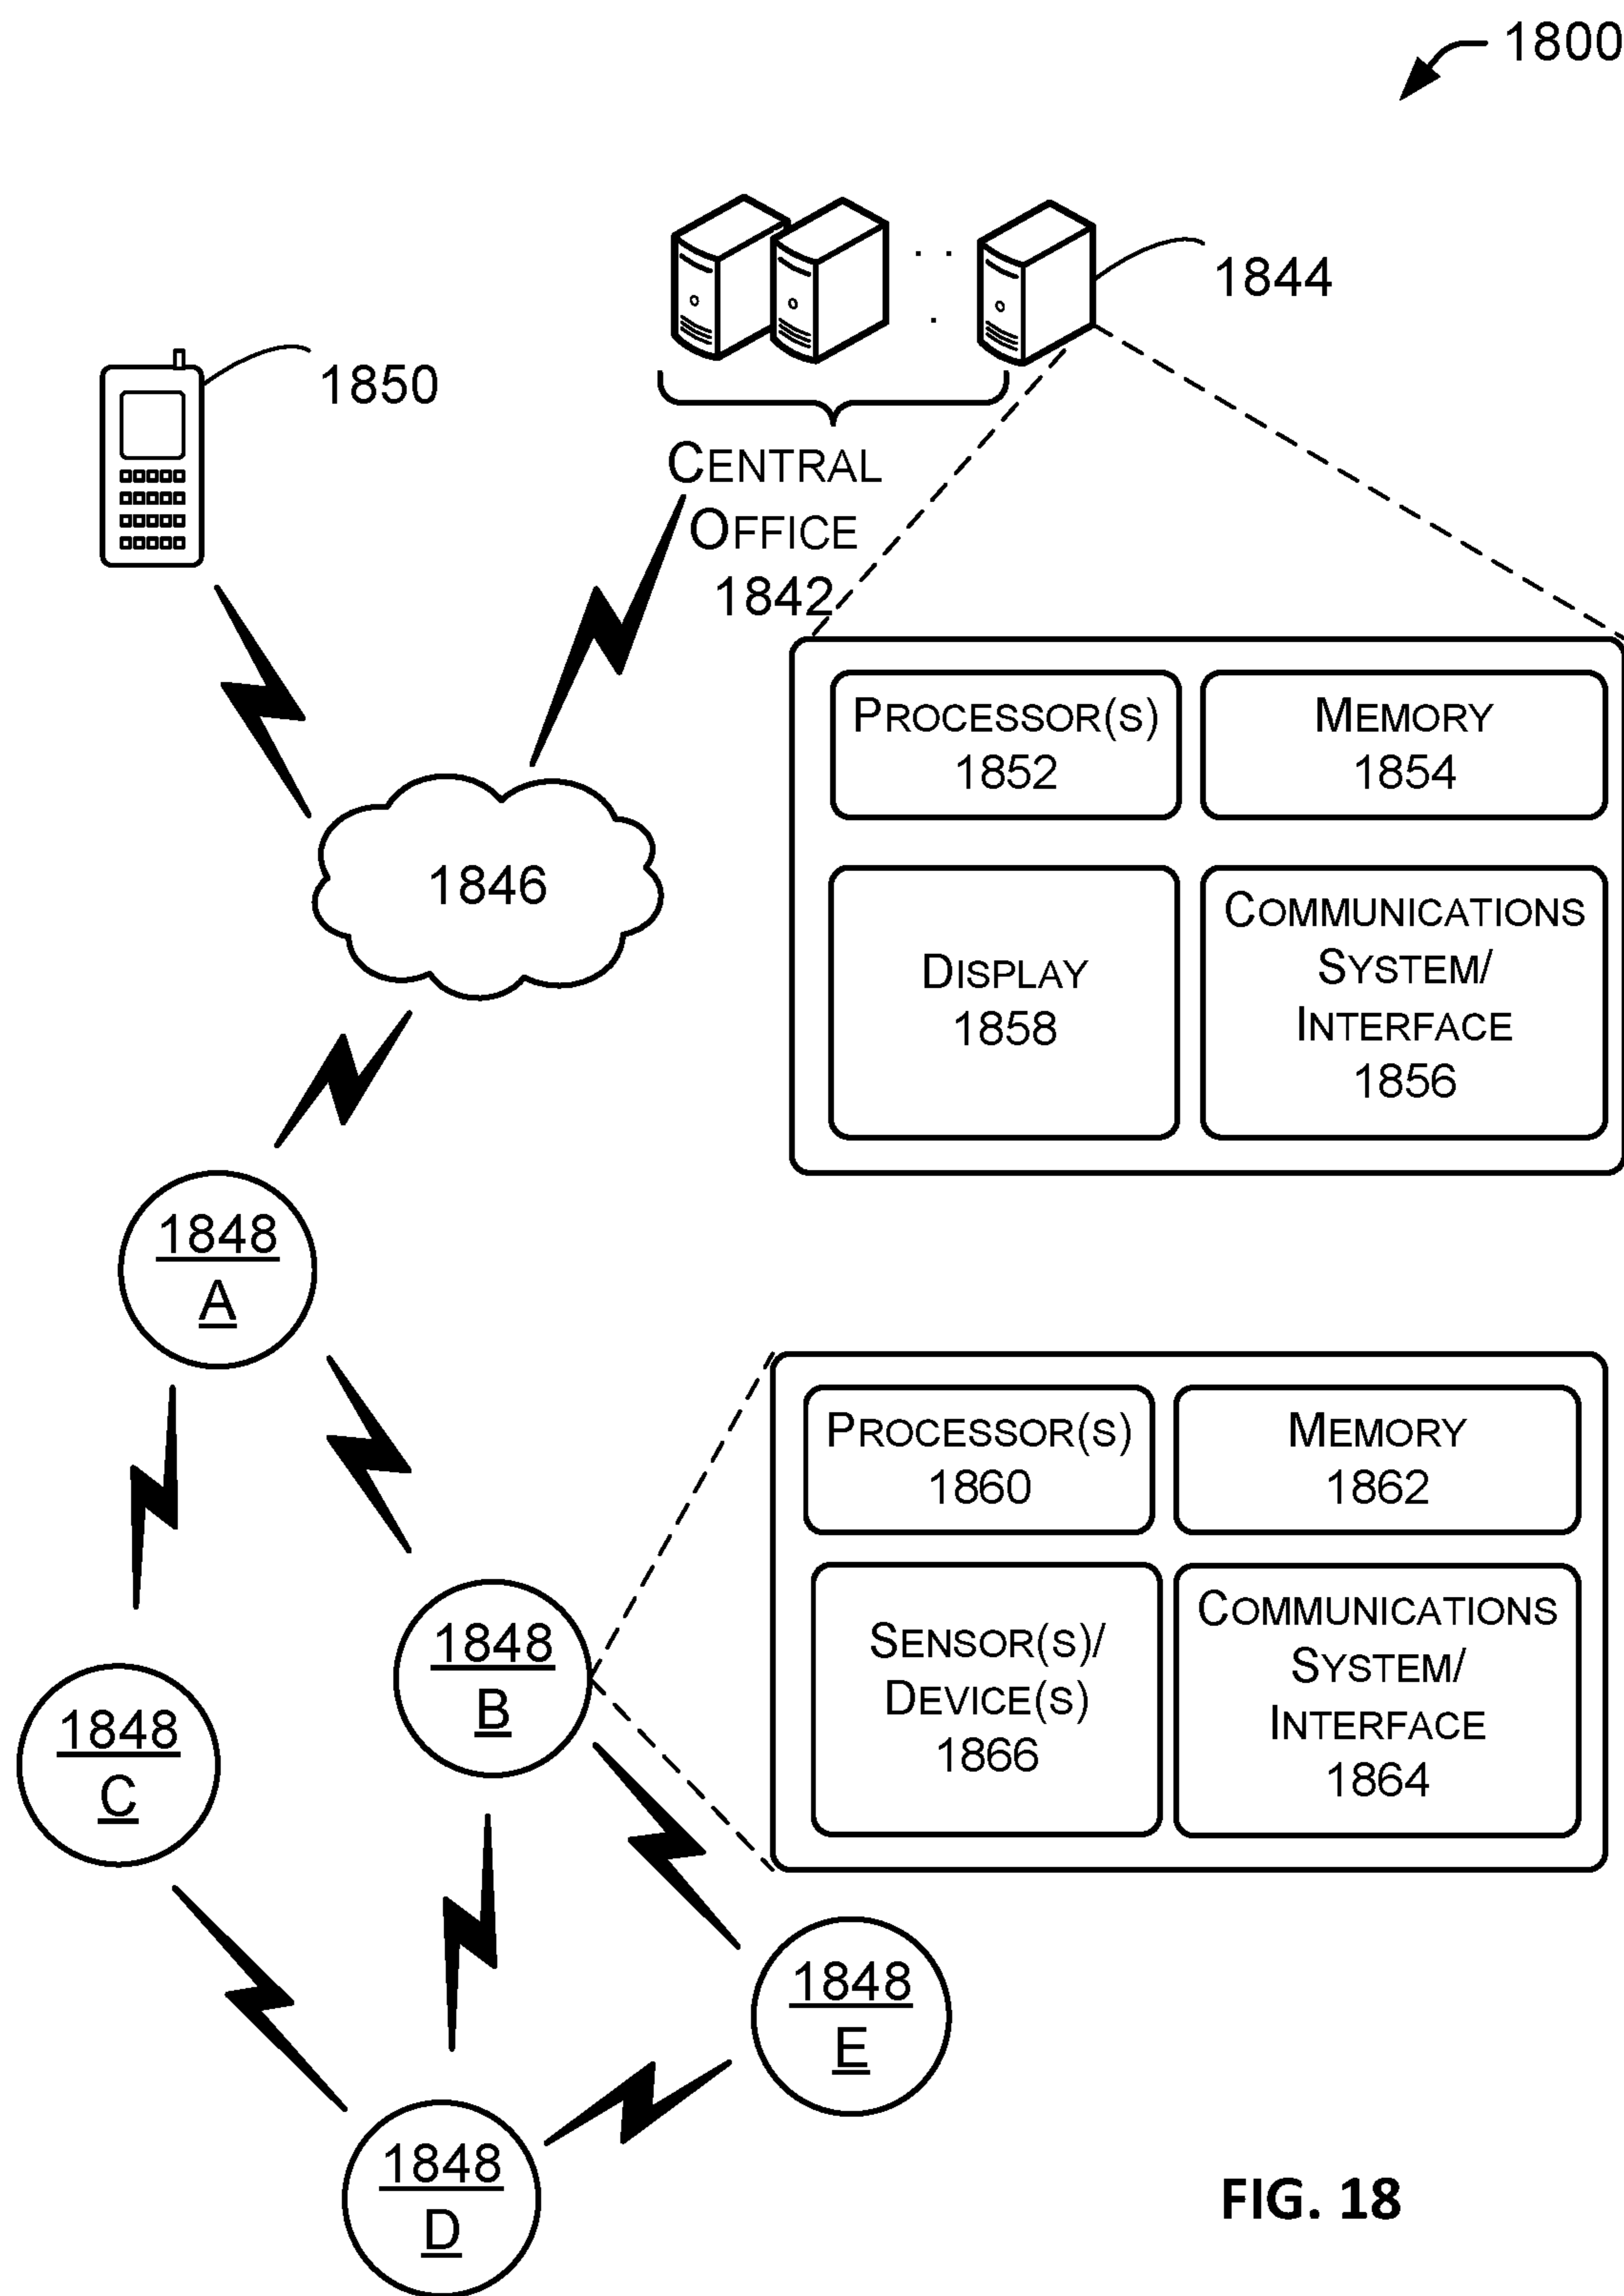 1800
1844
1850
CENTRAL
OFFICE
1842
PROCESSOR(S)
1852
MEMORY
1854
DISPLAY
1858
COMMUNICATIONS
SYSTEM/
INTERFACE
1856
1846
1848
A
PROCESSOR(S)
1860
MEMORY
1862
SENSOR(S)/
DEVICE(S)
1866
COMMUNICATIONS
SYSTEM/
INTERFACE
1864
1848
B
1848
C
1848
E
1848
D
FIG. 18